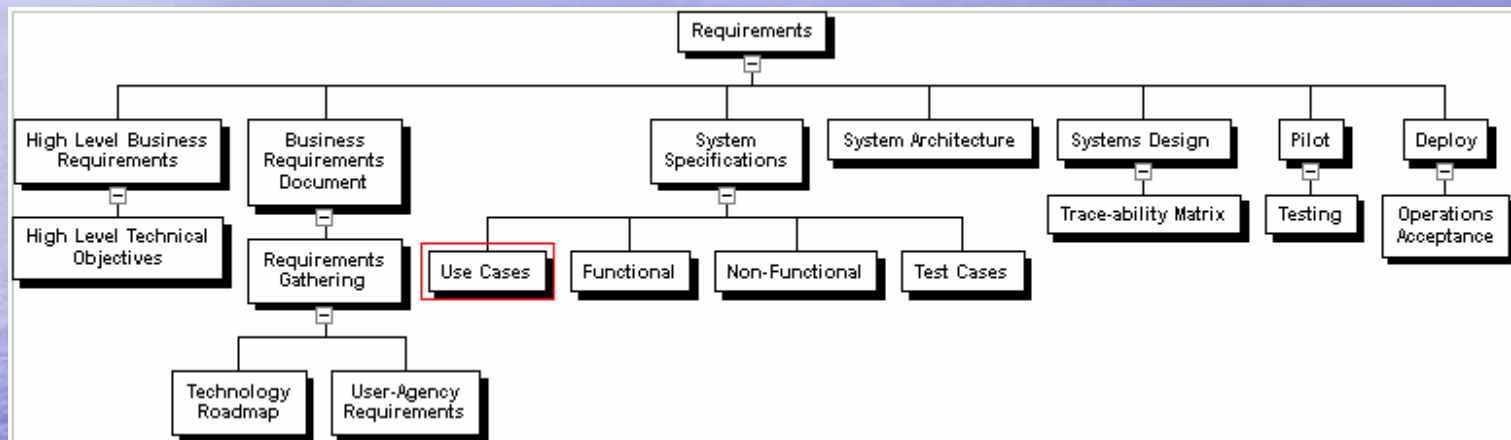 Requirements
High Level Business
Requirements
Business
Requirements
Document
System
Specifications
System Architecture
Systems Design
Pilot
Deploy
High Level Technical
Objectives
Requirements
Gathering
Use Cases
Functional
Non-Functional
Test Cases
Trace-ability Matrix
Testing
Operations
Acceptance
Technology
Roadmap
User-Agency
Requirements